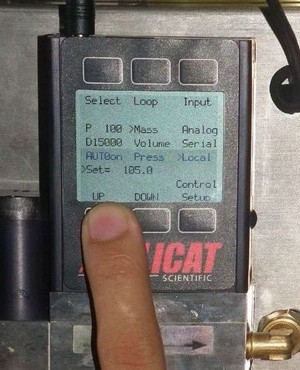 Select Loop Input
P 100 >Mass Analog
D15000 Volume Serial
AUTOon Press >Local
>Set= 105.0
Control
UP DOWN Setup
LICAT
SCIENTIFIC